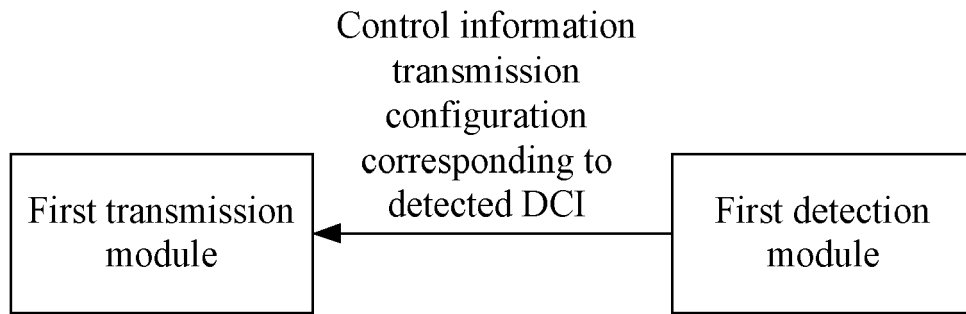 Control information
transmission
configuration
corresponding to
detected DCI
First transmission
module
First detection
module